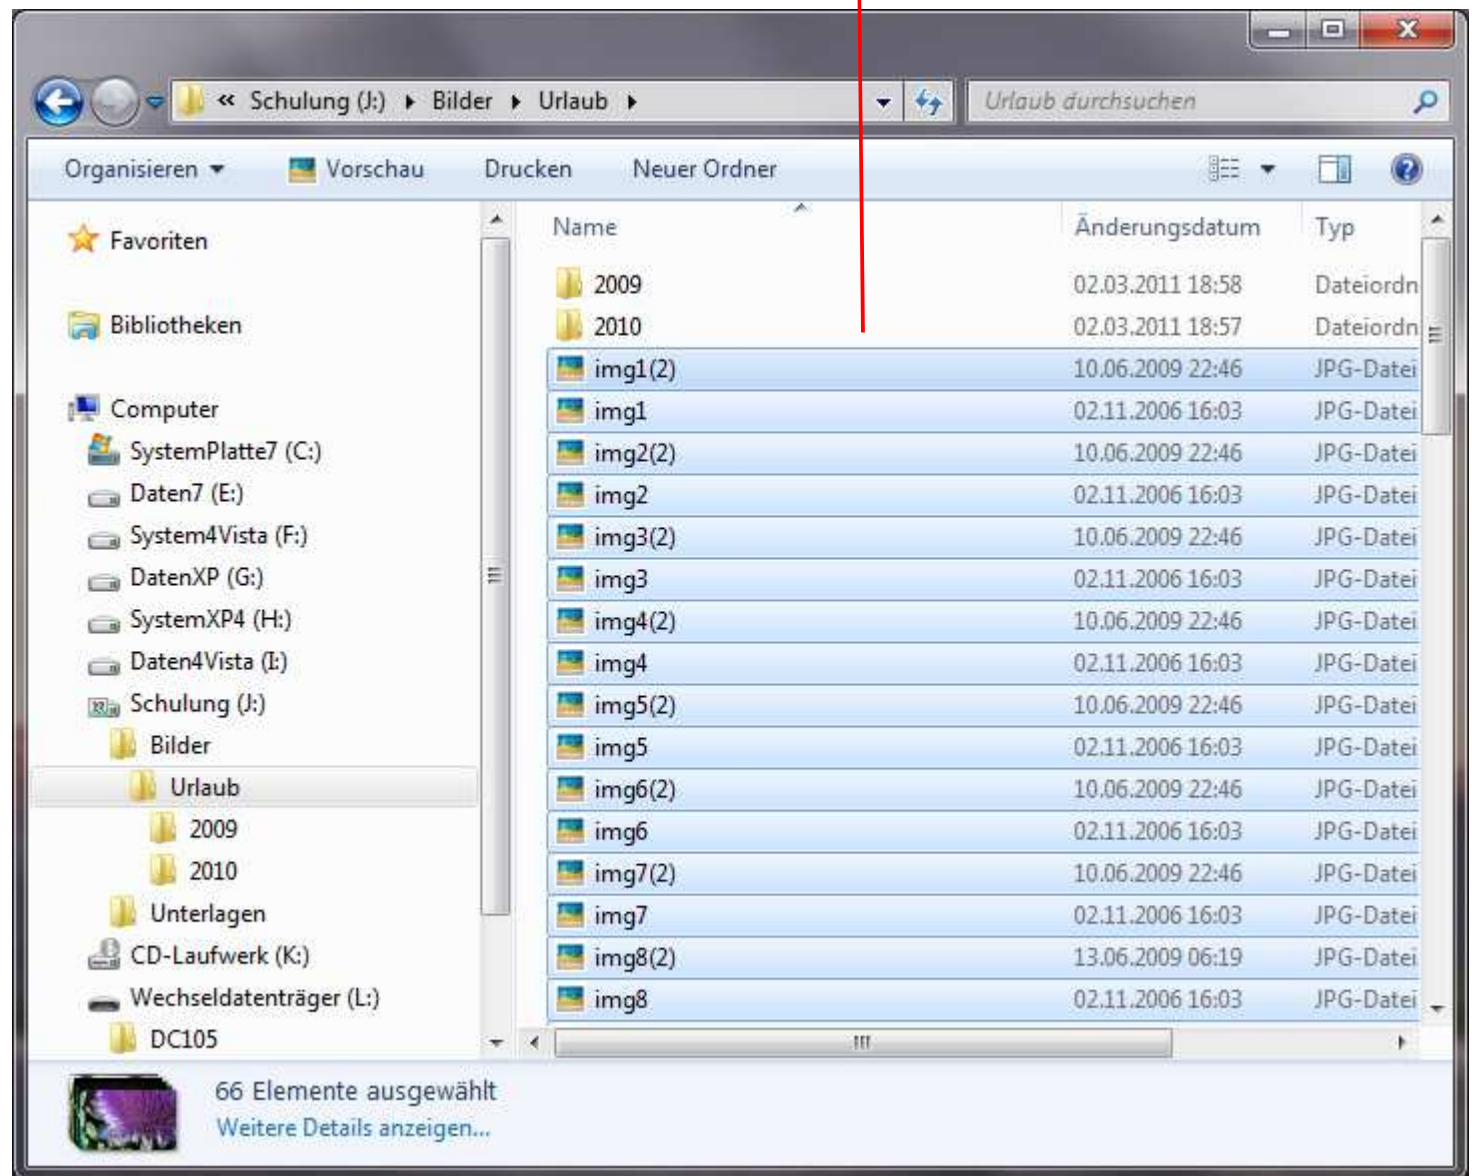 « Schulung (J:) Bilder Urlaub
Urlaub durchsuchen
Organisieren Vorschau Drucken Neuer Ordner
Favoriten
Bibliotheken
Computer
SystemPlatte7 (C:)
Daten7 (E:)
System4Vista (F:)
DatenXP (G:)
SystemXP4 (H:)
Daten4Vista (I:)
Schulung (J:)
Bilder
Urlaub
2009
2010
Unterlagen
CD-Laufwerk (K:)
Wechseldatenträger (L:)
DC105
Name Änderungsdatum Typ
2009 02.03.2011 18:58 Dateiordn
2010 02.03.2011 18:57 Dateiordn
img1(2) 10.06.2009 22:46 JPG-Datei
img1 02.11.2006 16:03 JPG-Datei
img2(2) 10.06.2009 22:46 JPG-Datei
img2 02.11.2006 16:03 JPG-Datei
img3(2) 10.06.2009 22:46 JPG-Datei
img3 02.11.2006 16:03 JPG-Datei
img4(2) 10.06.2009 22:46 JPG-Datei
img4 02.11.2006 16:03 JPG-Datei
img5(2) 10.06.2009 22:46 JPG-Datei
img5 02.11.2006 16:03 JPG-Datei
img6(2) 10.06.2009 22:46 JPG-Datei
img6 02.11.2006 16:03 JPG-Datei
img7(2) 10.06.2009 22:46 JPG-Datei
img7 02.11.2006 16:03 JPG-Datei
img8(2) 13.06.2009 06:19 JPG-Datei
img8 02.11.2006 16:03 JPG-Datei
66 Elemente ausgewählt
Weitere Details anzeigen...